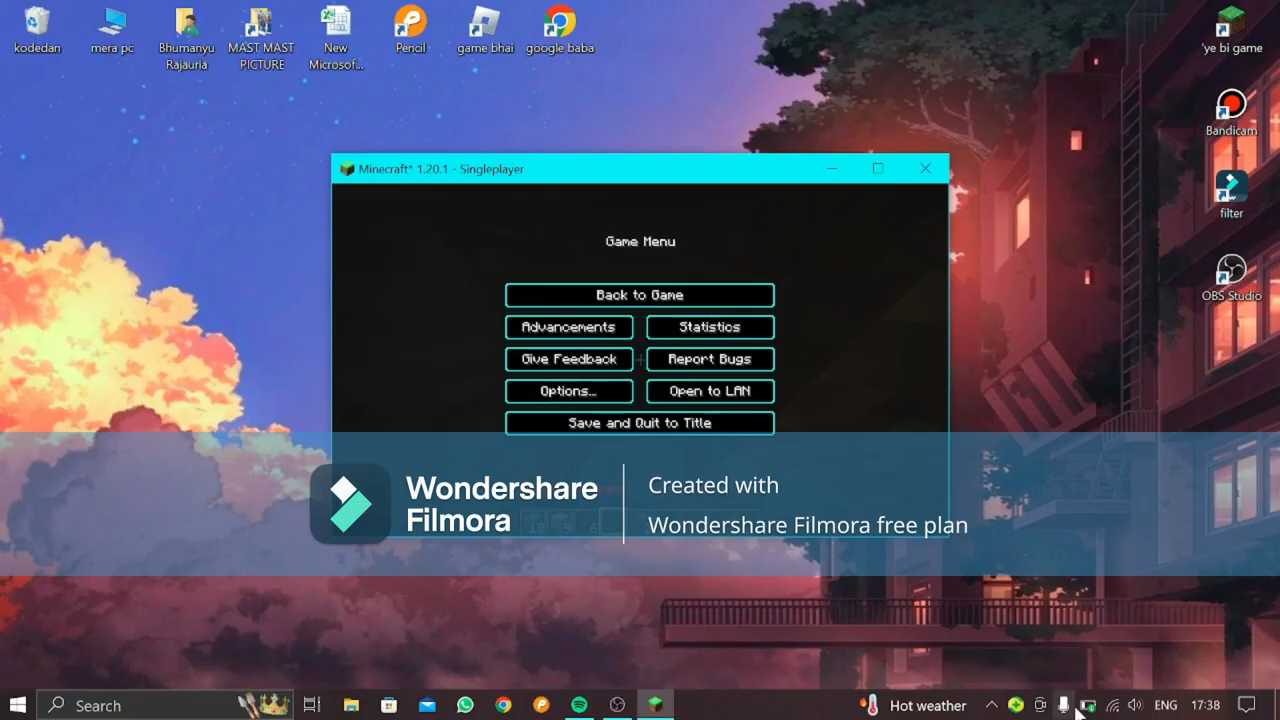 kodedan
mera pc
Bhumanyu
Rajauria
MAST MAST
PICTURE
New
Microsof...
Pencil
game bhai
google baba
'ye bi game
Bandicam
filter
OBS Studio
Minecraft* 1.20.1 - Singleplayer
Game Menu
Back to Game
Advancements
Statistics
Give Feedback
Report Bugs
Options...
Open to LAN
Save and Quit to Title
Wondershare
Filmora
Created with
Wondershare Filmora free plan
Search
Hot weather
ENG
17:38